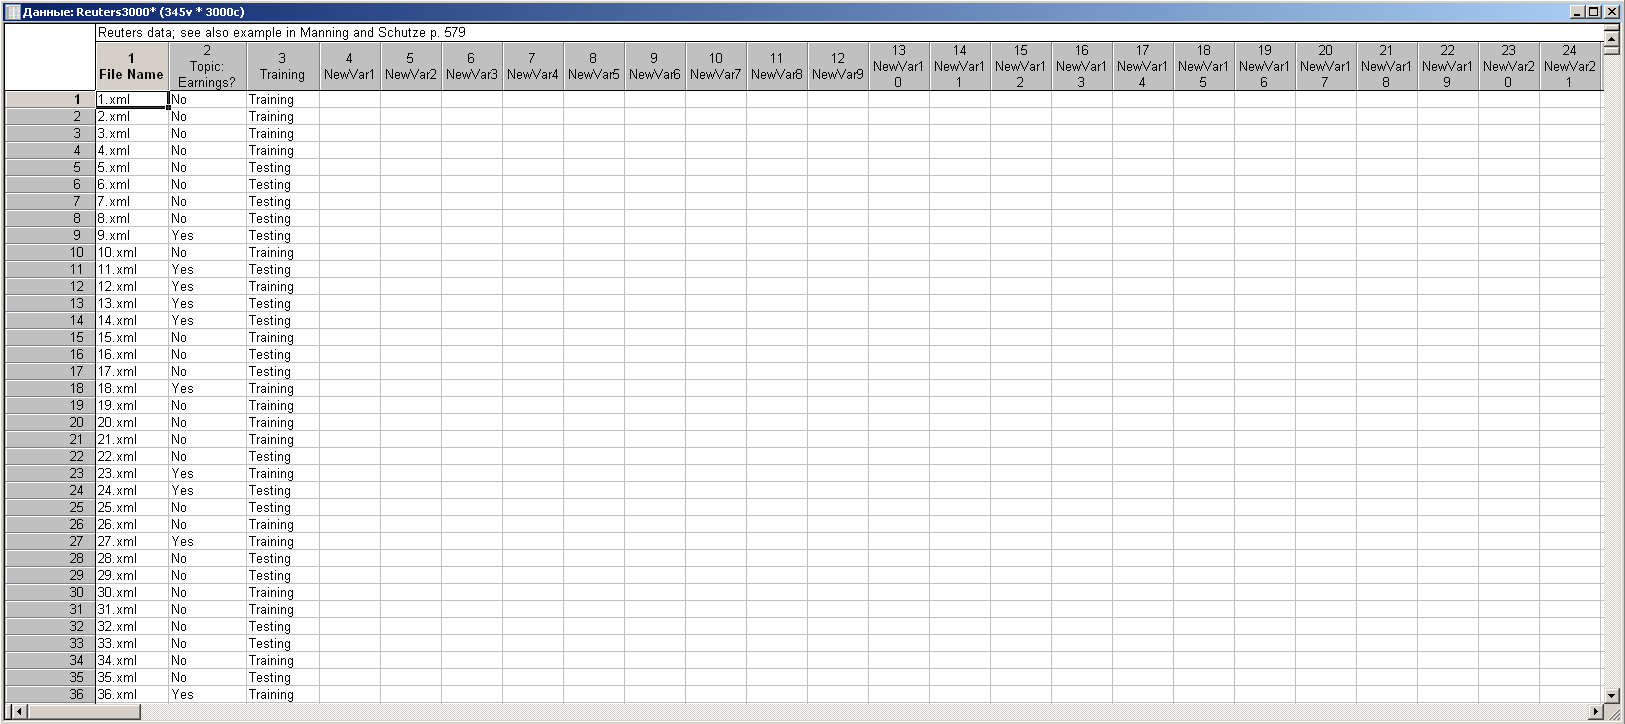 Данные: Reuters3000* (345v * 3000c)
Reuters data; see also example in Manning and Schutze p. 579
1 File Name 2 Topic: Earnings? 3 Training 4 NewVar1 5 NewVar2 6 NewVar3 7 NewVar4 8 NewVar5 9 NewVar6 10 NewVar7 11 NewVar8 12 NewVar9 13 NewVar10 14 NewVar11 15 NewVar12 16 NewVar13 17 NewVar14 18 NewVar15 19 NewVar16 20 NewVar17 21 NewVar18 22 NewVar19 23 NewVar20 24 NewVar21
1 1.xml No Training
2 2.xml No Training
3 3.xml No Training
4 4.xml No Training
5 5.xml No Testing
6 6.xml No Testing
7 7.xml No Testing
8 8.xml No Testing
9 9.xml Yes Testing
10 10.xml No Training
11 11.xml Yes Testing
12 12.xml Yes Training
13 13.xml Yes Testing
14 14.xml Yes Testing
15 15.xml No Training
16 16.xml No Testing
17 17.xml No Testing
18 18.xml Yes Training
19 19.xml No Training
20 20.xml No Training
21 21.xml No Training
22 22.xml No Testing
23 23.xml Yes Training
24 24.xml Yes Testing
25 25.xml No Testing
26 26.xml No Training
27 27.xml Yes Training
28 28.xml No Testing
29 29.xml No Testing
30 30.xml No Training
31 31.xml No Training
32 32.xml No Testing
33 33.xml No Testing
34 34.xml No Training
35 35.xml No Testing
36 36.xml Yes Training